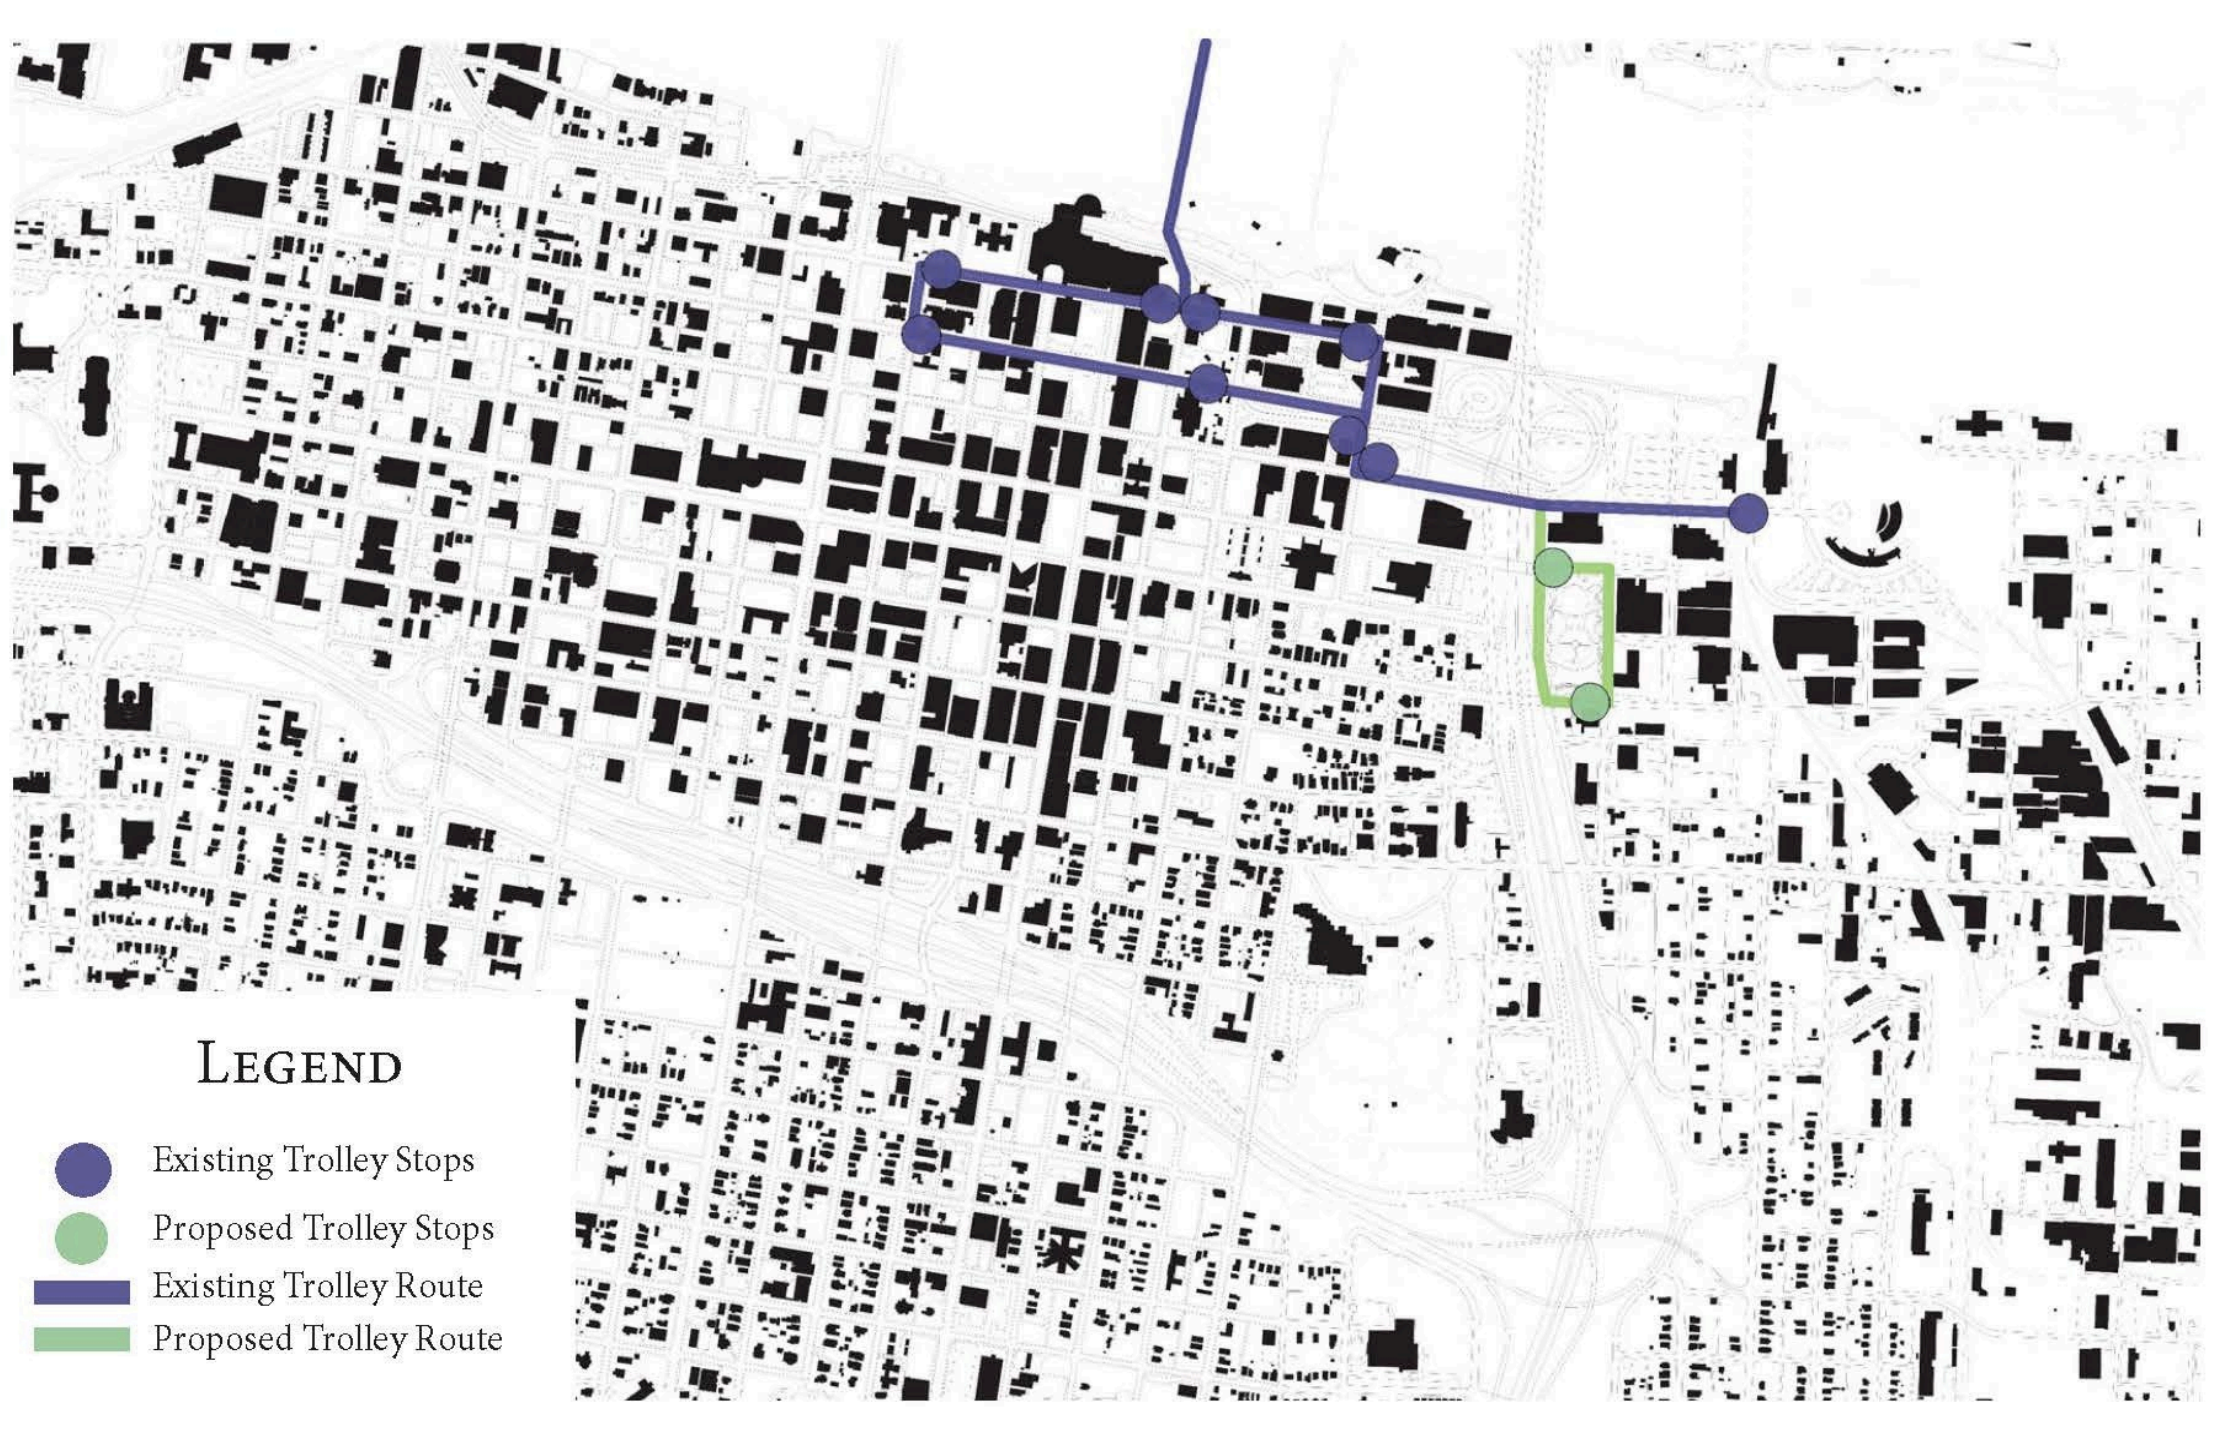 LEGEND
Existing Trolley Stops
Proposed Trolley Stops
Existing Trolley Route
Proposed Trolley Route